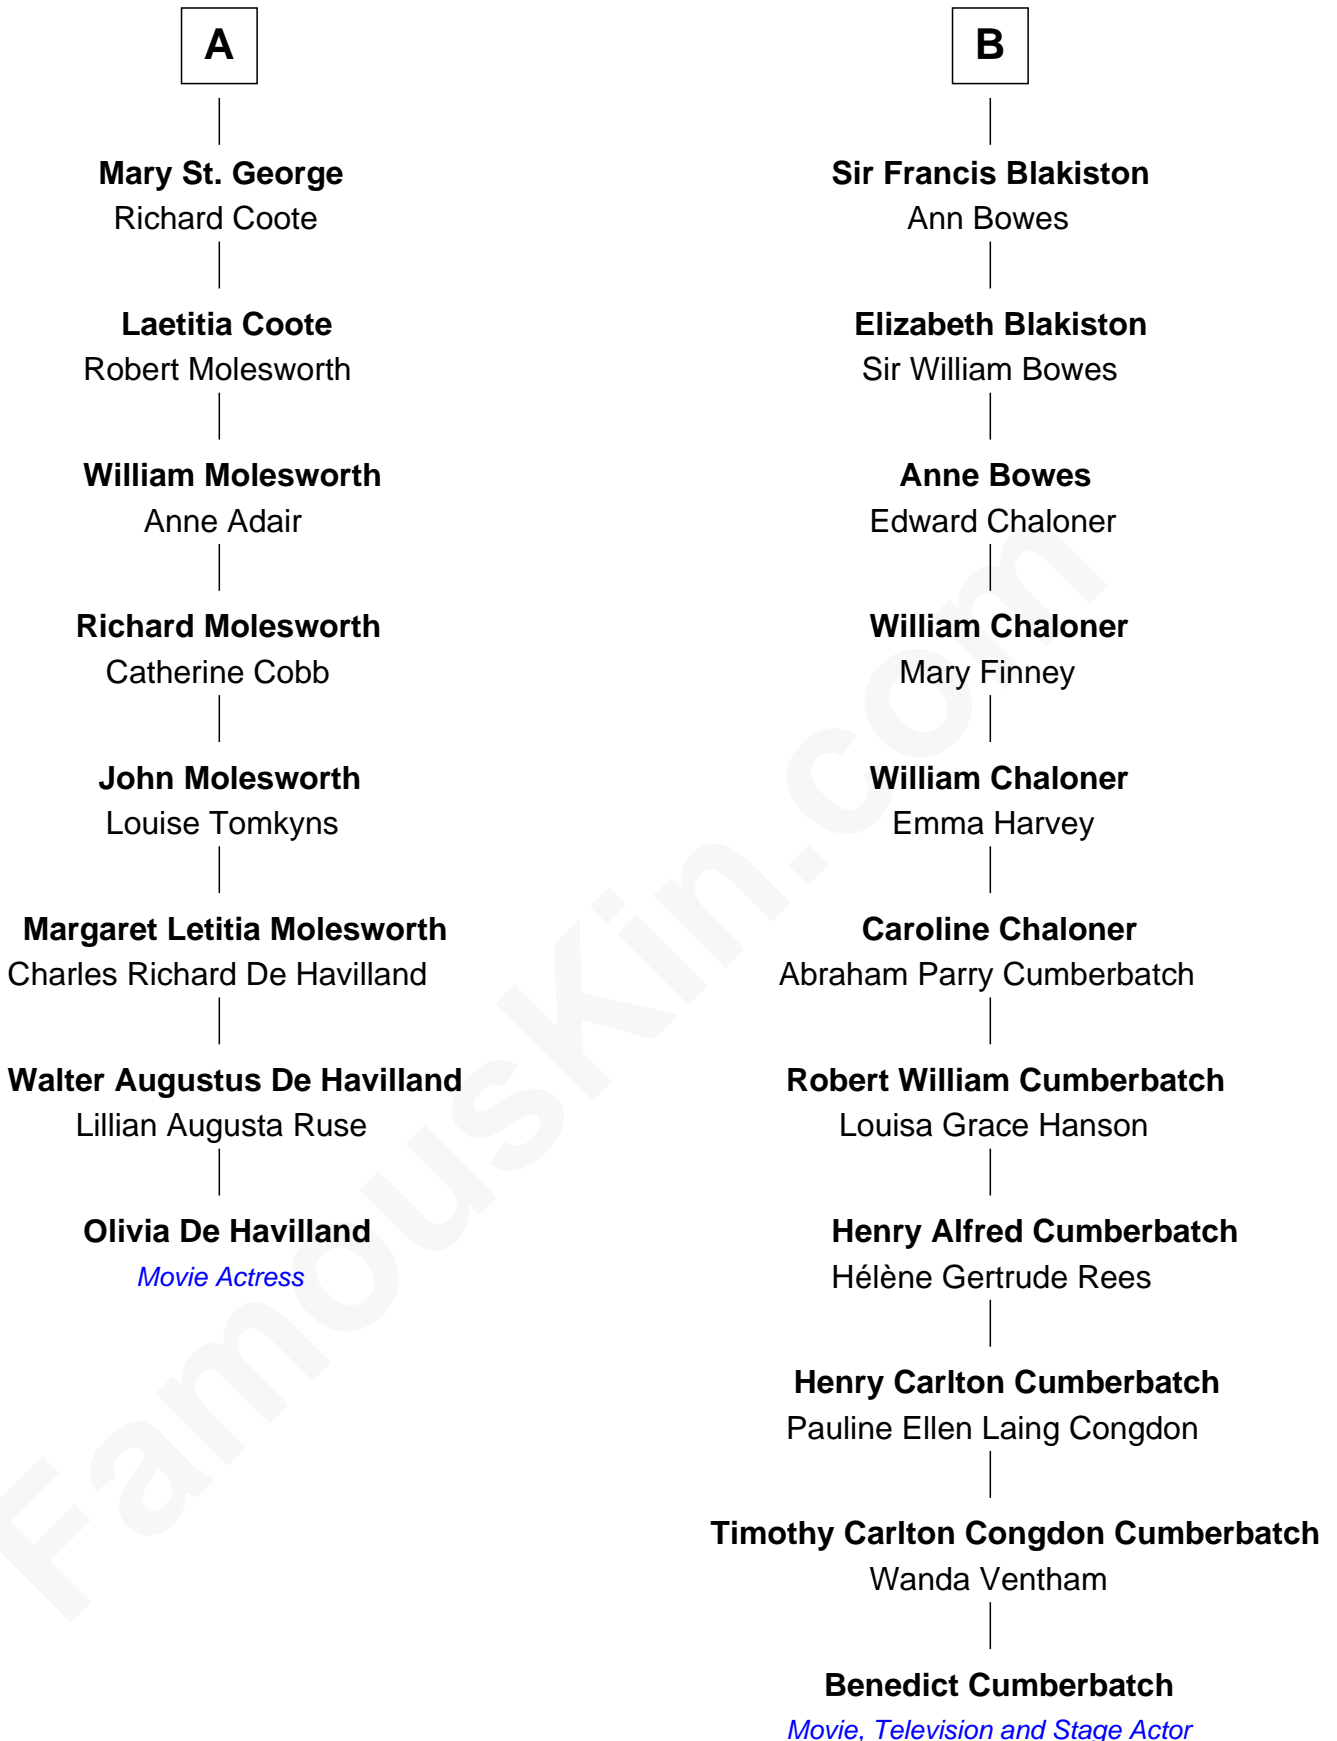 A
Mary St. George
Richard Coote
Laetitia Coote
Robert Molesworth
William Molesworth
Anne Adair
Richard Molesworth
Catherine Cobb
John Molesworth
Louise Tomkyns
Margaret Letitia Molesworth
Charles Richard De Havilland
Walter Augustus De Havilland
Lillian Augusta Ruse
Olivia De Havilland
Movie Actress
B
Sir Francis Blakiston
Ann Bowes
Elizabeth Blakiston
Sir William Bowes
Anne Bowes
Edward Chaloner
William Chaloner
Mary Finney
William Chaloner
Emma Harvey
Caroline Chaloner
Abraham Parry Cumberbatch
Robert William Cumberbatch
Louisa Grace Hanson
Henry Alfred Cumberbatch
Hélène Gertrude Rees
Henry Carlton Cumberbatch
Pauline Ellen Laing Congdon
Timothy Carlton Congdon Cumberbatch
Wanda Ventham
Benedict Cumberbatch
Movie, Television and Stage Actor
FamousKin.com